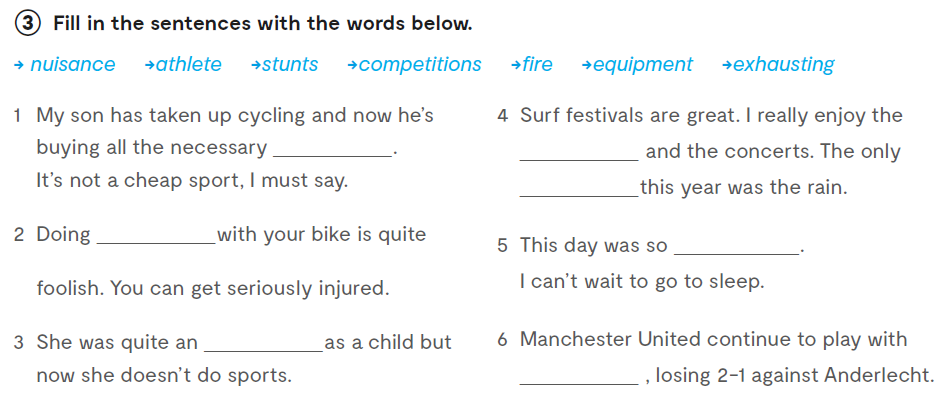 ③ Fill in the sentences with the words below.
→ nuisance →athlete →stunts →competitions →fire →equipment →exhausting
1 My son has taken up cycling and now he's
buying all the necessary ___________.
It's not a cheap sport, I must say.
2 Doing ___________with your bike is quite
foolish. You can get seriously injured.
3 She was quite an ___________as a child but
now she doesn't do sports.
4 Surf festivals are great. I really enjoy the
___________ and the concerts. The only
___________this year was the rain.
5 This day was so ___________.
I can't wait to go to sleep.
6 Manchester United continue to play with
___________ , losing 2–1 against Anderlecht.